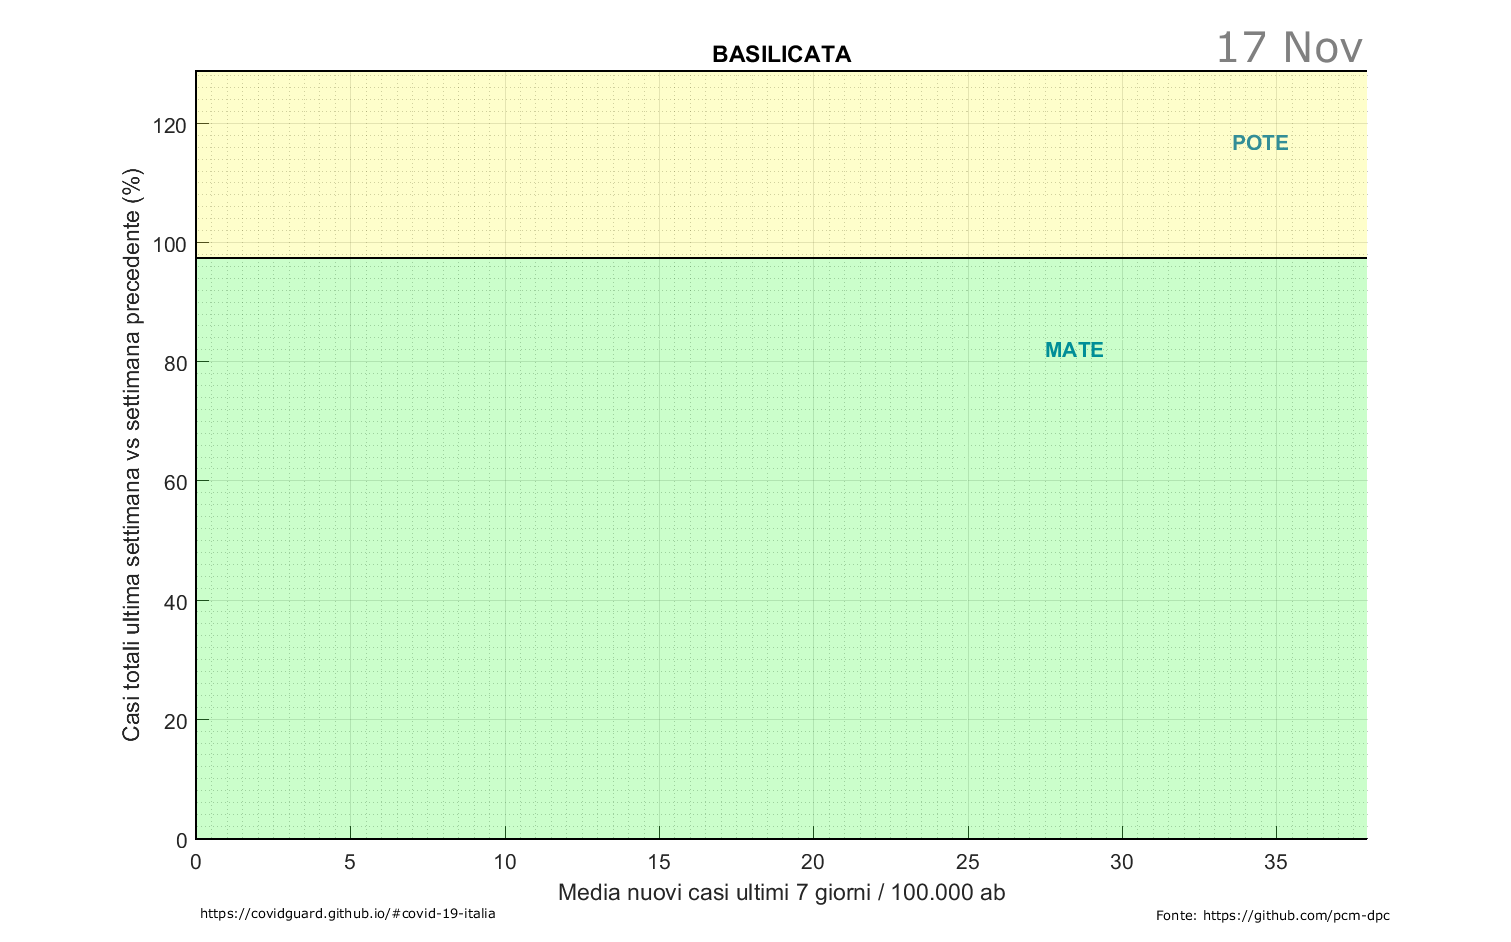 BASILICATA
17 Nov
120
100
80
60
40
20
0
Casi totali ultima settimana vs settimana precedente (%)
POTE
MATE
0 5 10 15 20 25 30 35
Media nuovi casi ultimi 7 giorni / 100.000 ab
https://covidguard.github.io/#covid-19-italia
Fonte: https://github.com/pcm-dpc